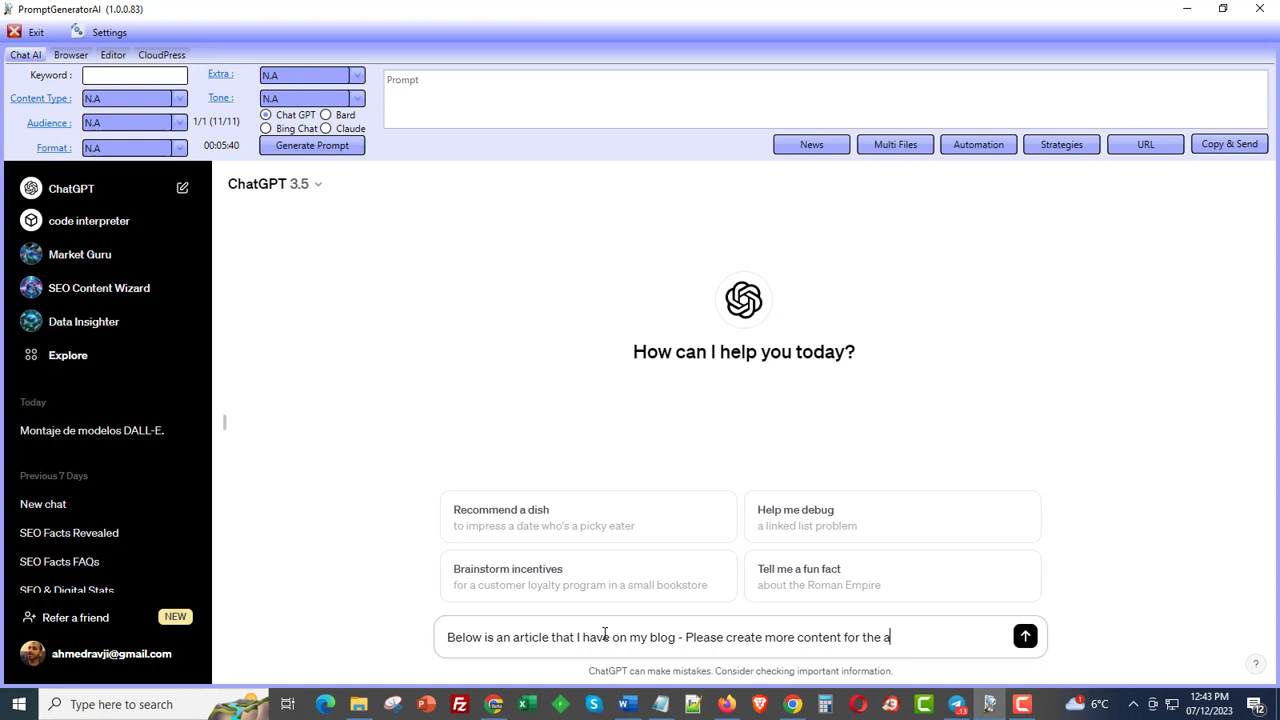 PromptGeneratorAI (1.0.0.83)
Exit Settings
Chat AI Browser Editor CloudPress
Keyword : Extra : N.A Prompt
Content Type : N.A Tone : N.A
Audience : N.A 1/1 (11/11) Chat GPT Bard
Bing Chat Claude
Format : N.A 00:05:40 Generate Prompt News Multi Files Automation Strategies URL Copy & Send
ChatGPT
code interpreter
Market Guru
SEO Content Wizard
Data Insighter
Explore
Today
Montaje de modelos DALL-E.
Previous 7 Days
New chat
SEO Facts Revealed
SEO Facts FAQs
SEO & Digital Stats
Refer a friend NEW
ahmedravji@gmail.com
ChatGPT 3.5
How can I help you today?
Recommend a dish
to impress a date who's a picky eater
Help me debug
a linked list problem
Brainstorm incentives
for a customer loyalty program in a small bookstore
Tell me a fun fact
about the Roman Empire
Below is an article that I have on my blog - Please create more content for the a
ChatGPT can make mistakes. Consider checking important information.
?
Type here to search
6°C
12:43 PM
07/12/2023